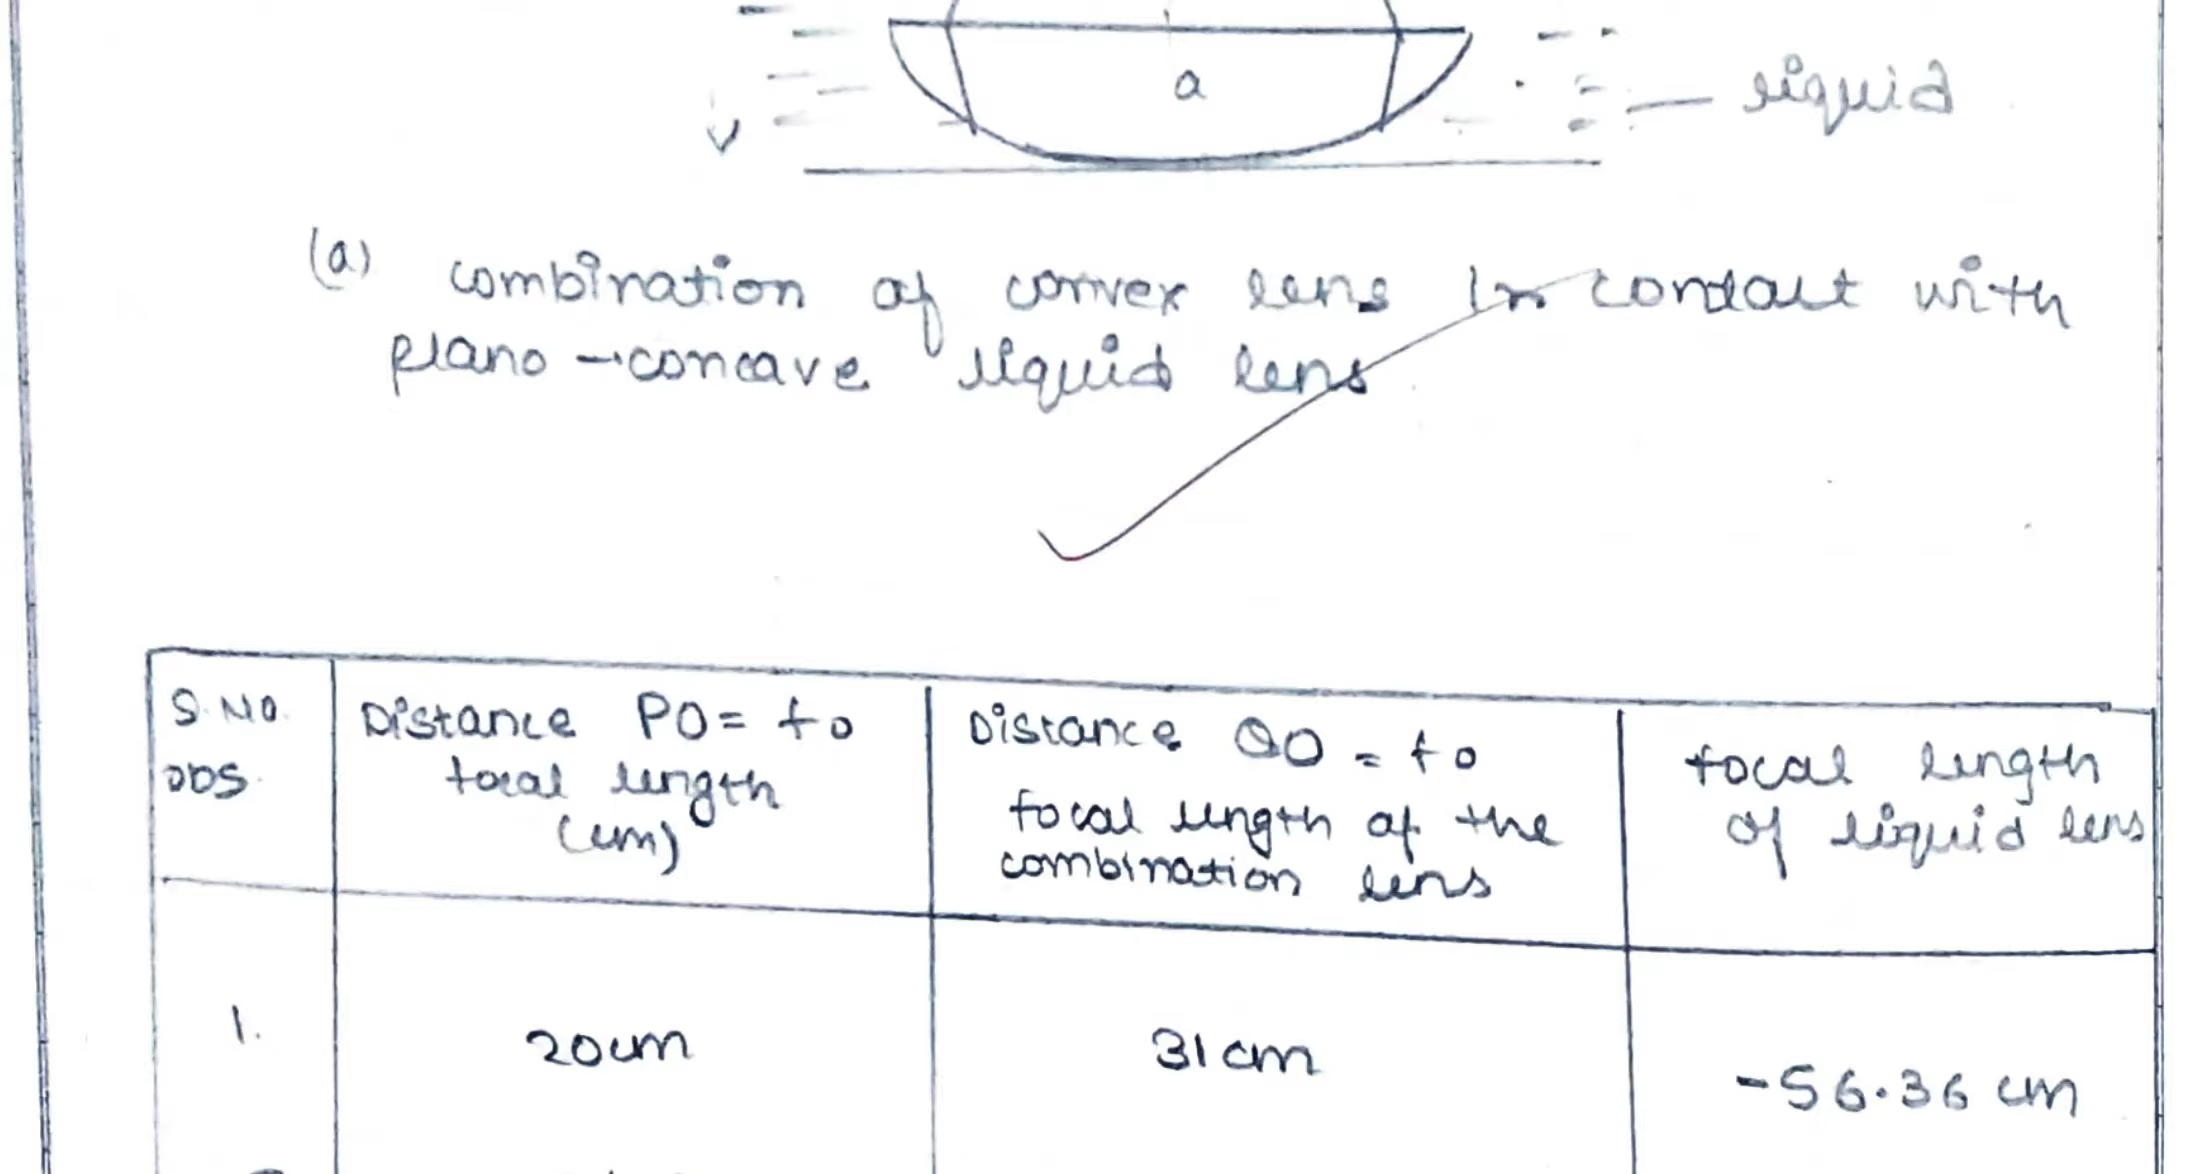 a
liquid
(a) combination of convex lens in contact with
plano-concave liquid lens
S.No. Obs.
Distance PO = fo
focal length
(cm)
Distance QO = fo
focal length of the
combination lens
focal length
of liquid lens
1.
20cm
31cm
-56.36 cm